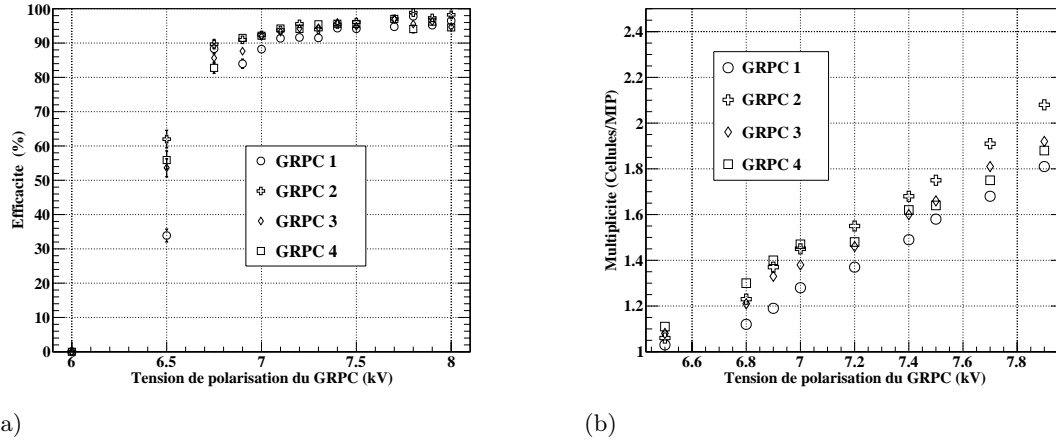 100
90
80
70
60
50
40
30
20
10
0
Efficacite (%)
GRPC 1
GRPC 2
GRPC 3
GRPC 4
6 6.5 7 7.5 8
Tension de polarisation du GRPC (kV)
a)
2.4
2.2
2
1.8
1.6
1.4
1.2
1
Multiplicite (Cellules/MIP)
GRPC 1
GRPC 2
GRPC 3
GRPC 4
6.6 6.8 7 7.2 7.4 7.6 7.8
Tension de polarisation du GRPC (kV)
(b)